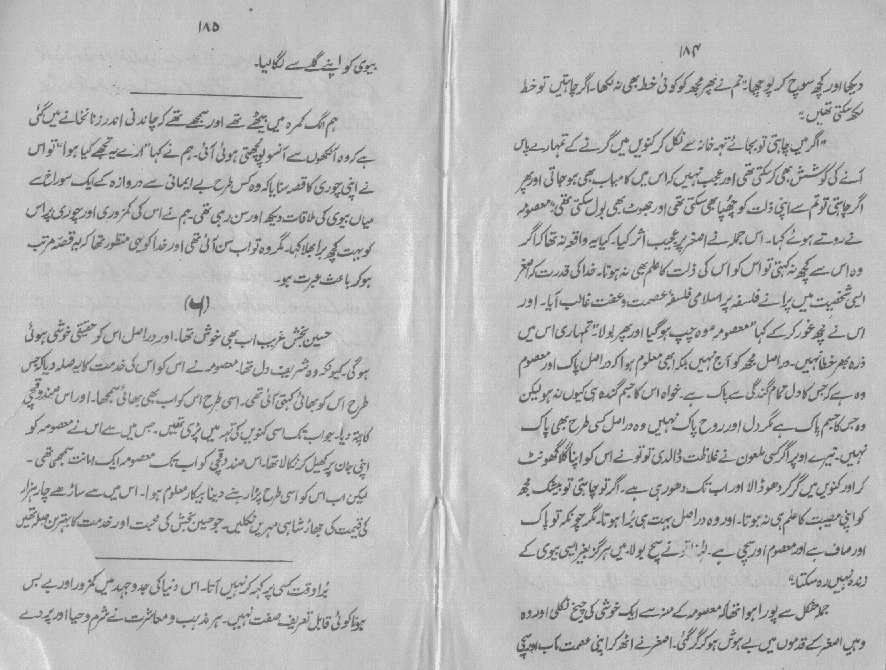 ۱۸۴
دیکھا اور کچھ سوچ کر پوچھا۔ "تم نے پھر مجھ کو کوئی خط بھی نہ لکھا۔ اگر چاہتیں تو خط
لکھ سکتی تھیں۔"
"اگر میں چاہتی تو بجائے تہہ خانہ سے نکل کر کنویں میں گرنے کے تمہارے پاس
آنے کی کوشش بھی کر سکتی تھی اور عجب نہیں کہ اس میں کامیاب بھی ہو جاتی اور پھر
اگر چاہتی تو تم سے اپنی ذلت کو چھپا بھی سکتی تھی اور جھوٹ بھی بول سکتی تھی۔" معصومہ
نے روتے ہوئے کہا۔ اس جملہ نے اصغر پر عجیب اثر کیا۔ کیا یہ واقعہ نہ تھا کہ اگر
وہ اس سے کچھ نہ کہتی تو اس کو اس کی ذلت کا علم بھی نہ ہوتا۔ خدا کی قدرت کہ اصغر
ایسی شخصیت میں پرانے فلسفہ پر اسلامی فلسفۂ عصمت و عفت غالب آیا۔ اور
اس نے کچھ غور کر کے کہا "معصومہ" وہ چپ ہو گیا اور پھر بولا "تمہاری اس میں
ذرہ بھر خطا نہیں۔ دراصل مجھ کو آج نہیں بلکہ ابھی معلوم ہوا کہ دراصل پاک اور معصوم
وہ ہے کہ جس کا دل تمام گندگی سے پاک ہے۔ خواہ اس کا جسم گندہ ہی کیوں نہ ہو لیکن
وہ جس کا جسم پاک ہے مگر دل اور روح پاک نہیں وہ دراصل کسی طرح بھی پاک
نہیں۔ تیرے اوپر اگر کسی ملعون نے غلاظت ڈالدی تو تو نے اس کو اپنا گلا گھونٹ
کر اور کنویں میں گر کر دھو ڈالا اور اب تک دھو رہی ہے۔ اگر تو چاہتی تو بیشک مجھ
کو اپنی مصیبت کا علم ہی نہ ہوتا۔ اور وہ دراصل بہت ہی برا ہوتا۔ مگر چونکہ تو پاک
اور صاف ہے اور معصوم اور سچی ہے۔ لہٰذا تو نے سچ بولا۔ میں ہرگز بغیر ایسی بیوی کے
زندہ نہیں رہ سکتا۔"
جملہ مشکل سے پورا ہوا تھا کہ معصومہ کے منہ سے ایک خوشی کی چیخ نکلی اور وہ
وہیں اصغر کے قدموں میں بے ہوش ہو کر گر گئی۔ اصغر نے اٹھ کر اپنی عصمت مآب اور سچی
۱۸۵
بیوی کو اپنے گلے سے لگا لیا۔
ہم الگ کمرہ میں بیٹھے تھے اور سمجھے تھے کہ چاندنی اندر زنانخانے میں گئی
ہے کہ وہ آنکھوں سے آنسو پونچھتی ہوئی آئی۔ ہم نے کہا "ارے یہ تجھے کیا ہوا" تو اس
نے اپنی چوری کا قصہ سنایا کہ وہ کس طرح بے ایمانی سے دروازہ کے ایک سوراخ سے
میاں بیوی کی ملاقات دیکھ اور سن رہی تھی۔ ہم نے اس کی کمزوری اور چوری پر اس
کو بہت کچھ برا بھلا کہا۔ مگر وہ تو اب سن آئی تھی اور خدا کو یہی منظور تھا کہ یہ قصہ مرتب
ہو کر باعث عبرت ہو۔
حسین بخش غریب اب بھی خوش تھا۔ اور دراصل اس کو حقیقی خوشی ہوئی
ہوگی۔ کیونکہ وہ شریف دل تھا۔ معصومہ نے اس کو اس کی خدمت کا یہ صلہ دیا کہ جس
طرح اس کو بھائی کہتی آئی تھی۔ اسی طرح اس کو اب بھی بھائی سمجھا۔ اور اس صندوقچی
کا پتہ دیا۔ جو اب تک اسی کنویں کی تہہ میں پڑی تھیں۔ جس میں سے اس نے معصومہ کو
اپنی جان پر کھیل کر نکالا تھا۔ اس صندوقچی کو اب تک معصومہ ایک امانت سمجھی تھی۔
لیکن اب اس کو اسی طرح پڑا رہنے دینا بیکار معلوم ہوا۔ اس میں سے ساڑھے چار ہزار
کی قیمت کی شاہی مہریں نکلیں۔ جو حسین بخش کی محبت اور خدمت کا بہترین صلہ تھیں
برا وقت کسی پر کہہ کر نہیں آتا۔ اس دنیا کی جدوجہد میں کمزور اور بے بس
ہونا کوئی قابل تعریف صفت نہیں۔ ہر مذہب و معاشرت نے شرم و حیا اور پردے